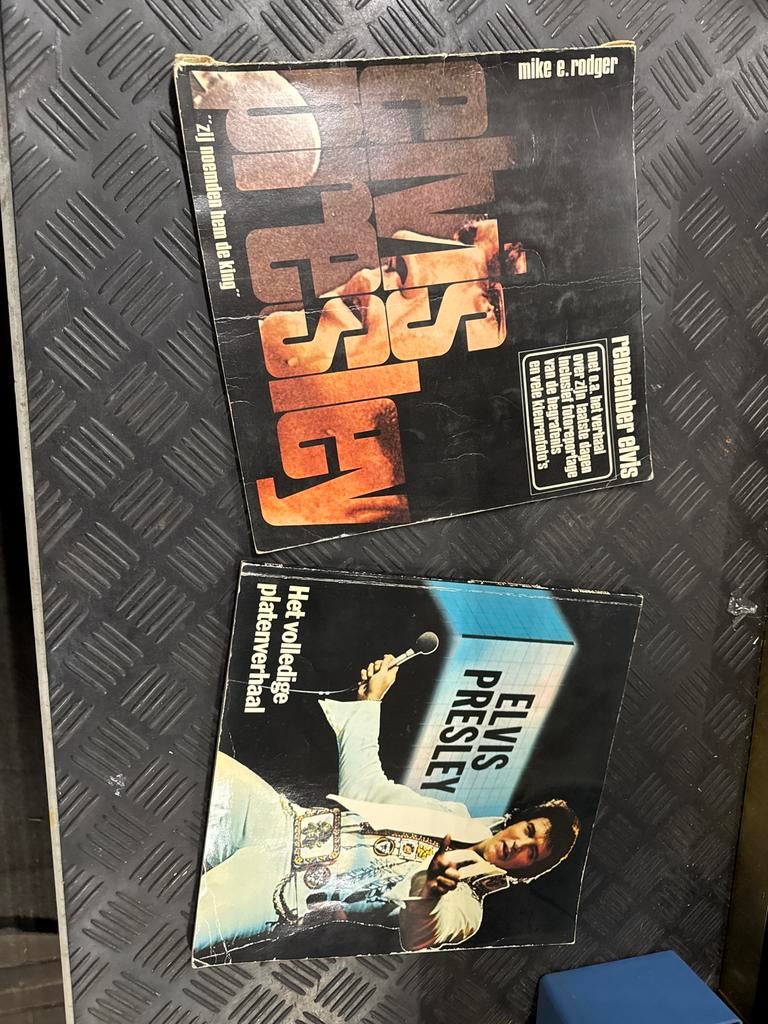 mike e. rodger
elvis
presley
"zij noemden hem de king"
remember elvis
met o.a. het verhaal
over zijn laatste dagen
inclusief fotoreportage
van de begrafenis
en vele kleurenfoto's
ELVIS
PRESLEY
Het volledige
platenverhaal